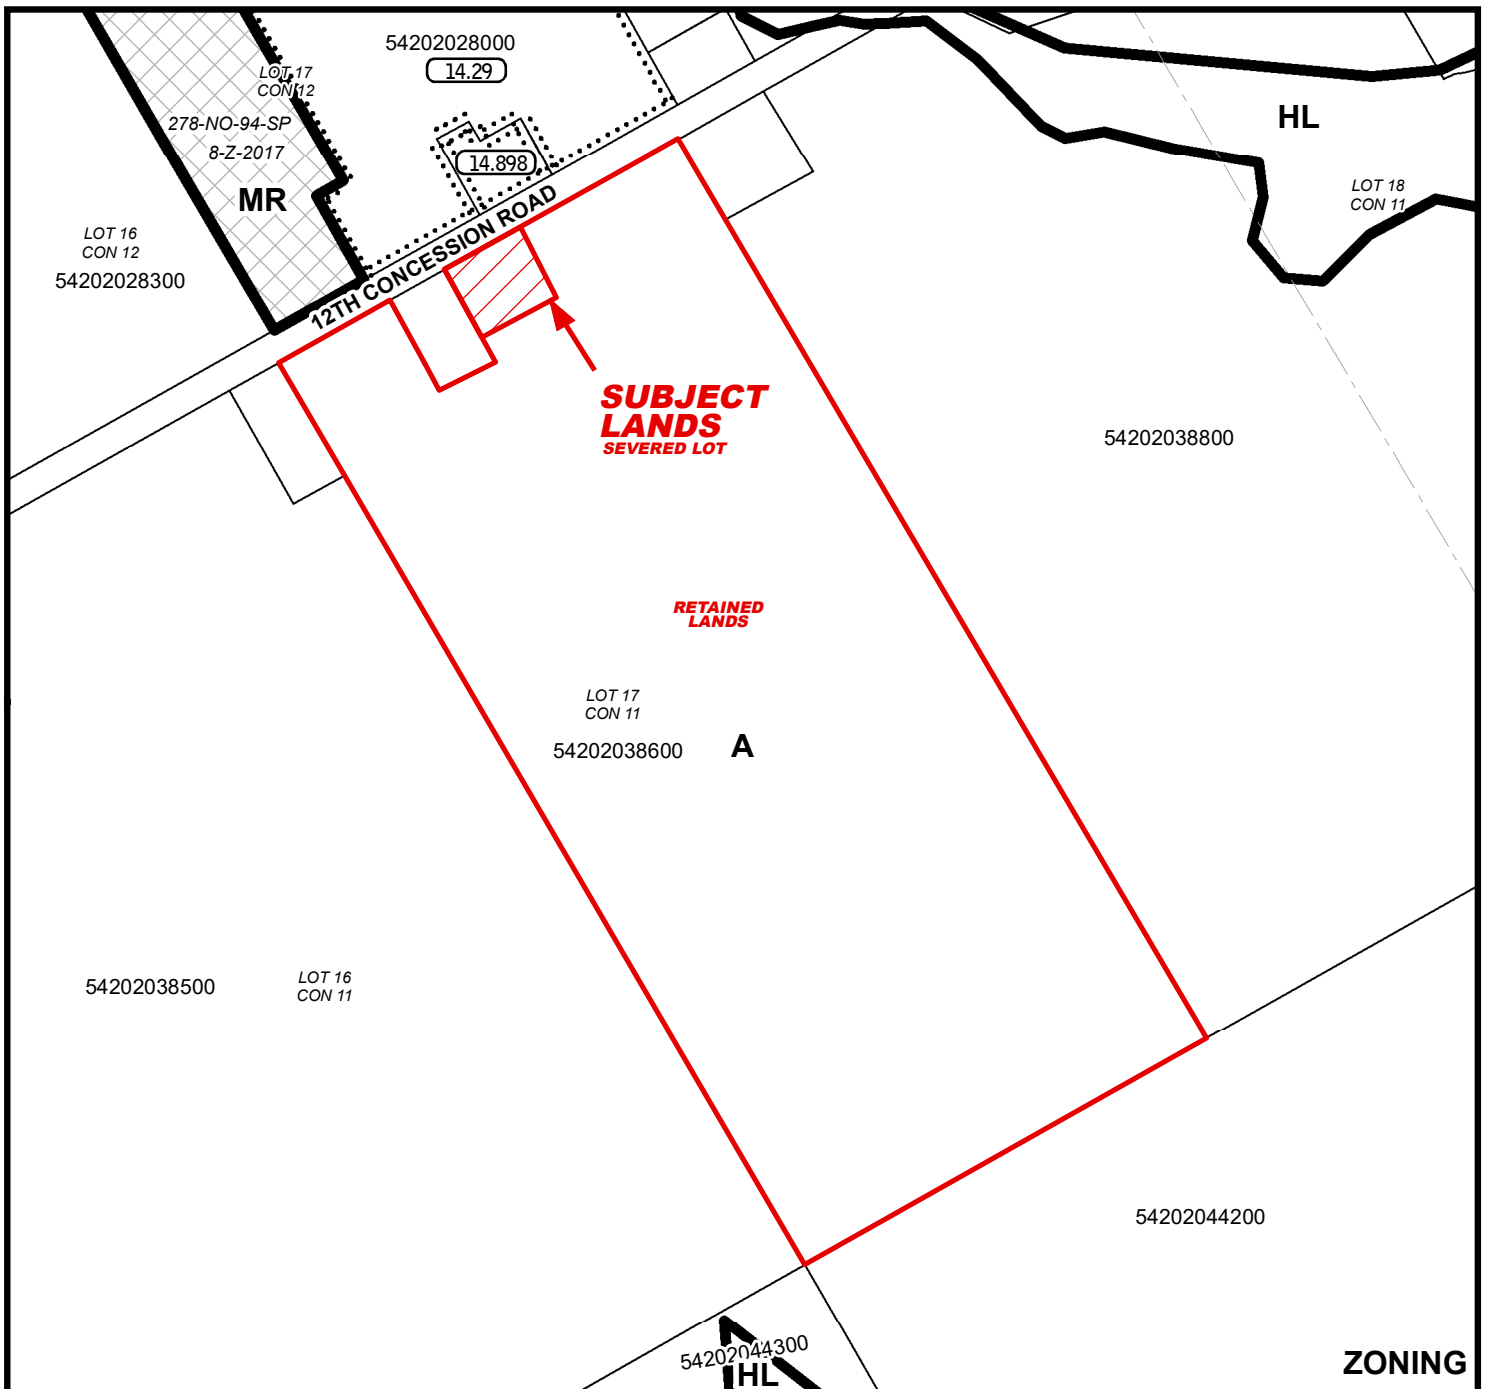 54202028000
14.29
LOT 17
CON 12
278-NO-94-SP
8-Z-2017
MR
14.898
HL
LOT 18
CON 11
LOT 16
CON 12
54202028300
12TH CONCESSION ROAD
SUBJECT
LANDS
SEVERED LOT
54202038800
RETAINED
LANDS
LOT 17
CON 11
54202038600
A
54202038500
LOT 16
CON 11
54202044200
54202044300
HL
ZONING